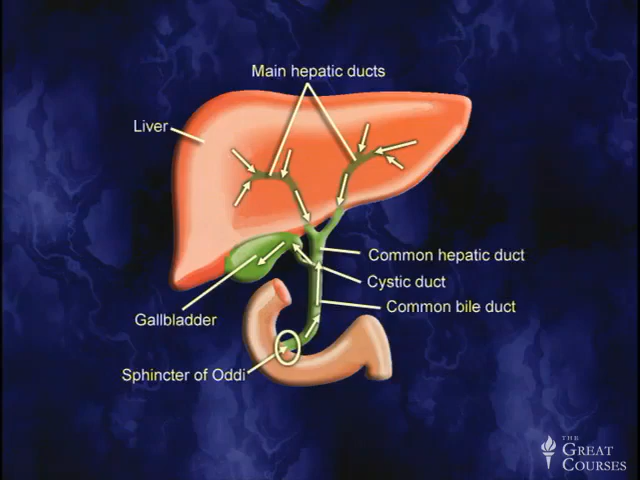 Main hepatic ducts
Liver
Common hepatic duct
Cystic duct
Common bile duct
Gallbladder
Sphincter of Oddi
THE
GREAT
COURSES